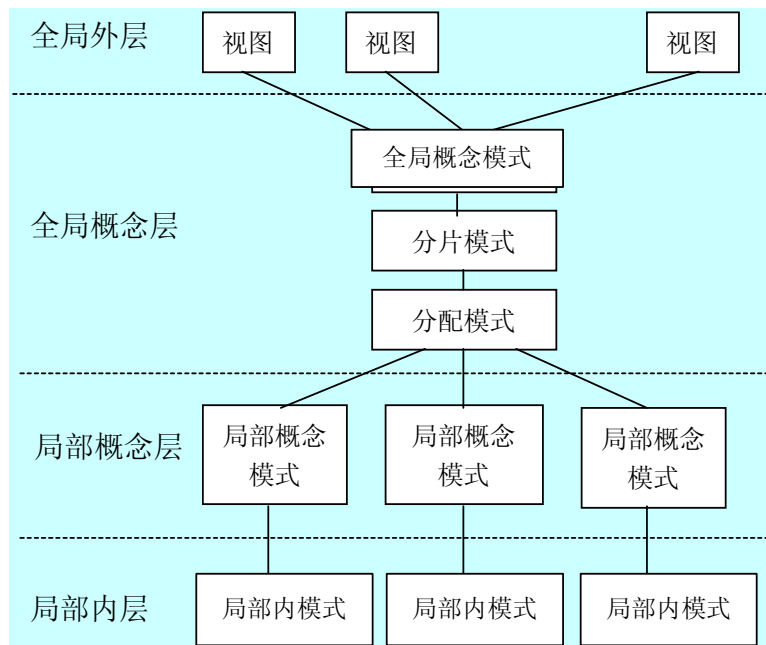 全局外层
视图
视图
视图
全局概念模式
全局概念层
分片模式
分配模式
局部概念层
局部概念
模式
局部概念
模式
局部概念
模式
局部内层
局部内模式
局部内模式
局部内模式